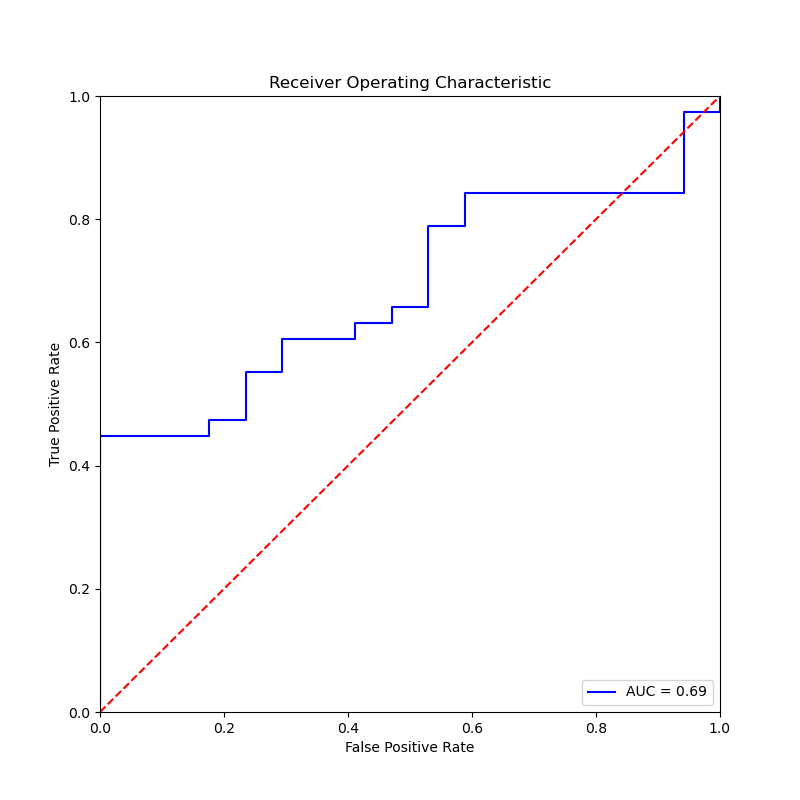 Receiver Operating Characteristic
1.0
0.8
0.6
0.4
0.2
0.0
True Positive Rate
AUC = 0.69
0.0 0.2 0.4 0.6 0.8 1.0
False Positive Rate